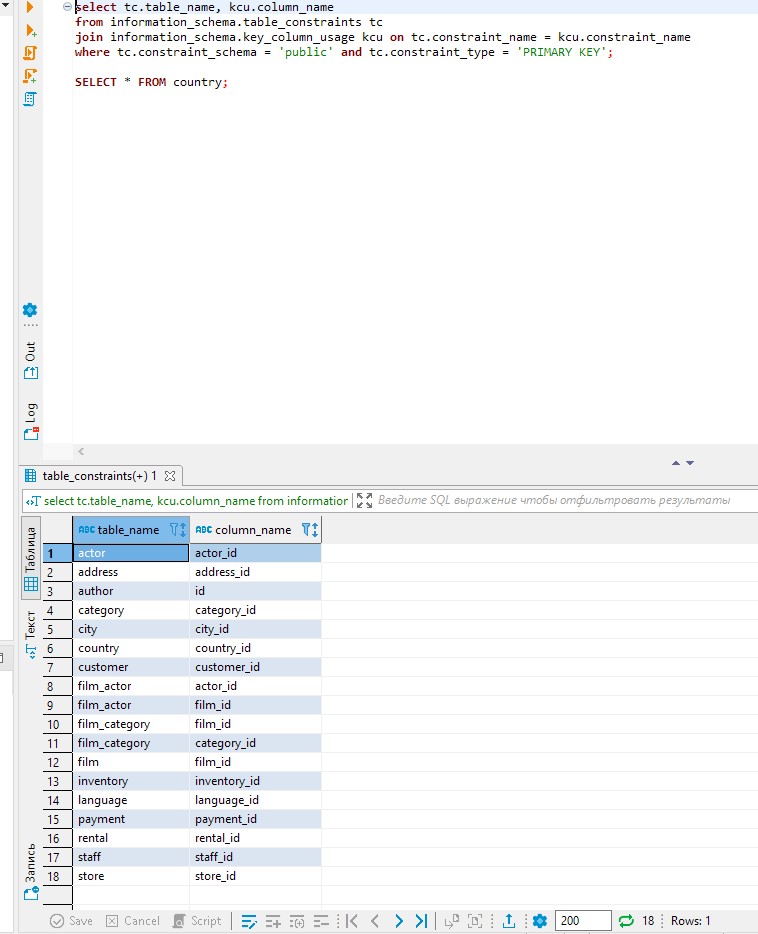 select tc.table_name, kcu.column_name
from information_schema.table_constraints tc
join information_schema.key_column_usage kcu on tc.constraint_name = kcu.constraint_name
where tc.constraint_schema = 'public' and tc.constraint_type = 'PRIMARY KEY';
SELECT * FROM country;
Out
Log
table_constraints(+) 1
select tc.table_name, kcu.column_name from information Введите SQL выражение чтобы отфильтровать результаты
Таблица
Текст
Запись
ABC table_name ABC column_name
1 actor actor_id
2 address address_id
3 author id
4 category category_id
5 city city_id
6 country country_id
7 customer customer_id
8 film_actor actor_id
9 film_actor film_id
10 film_category film_id
11 film_category category_id
12 film film_id
13 inventory inventory_id
14 language language_id
15 payment payment_id
16 rental rental_id
17 staff staff_id
18 store store_id
Save Cancel Script 200 18 Rows: 1